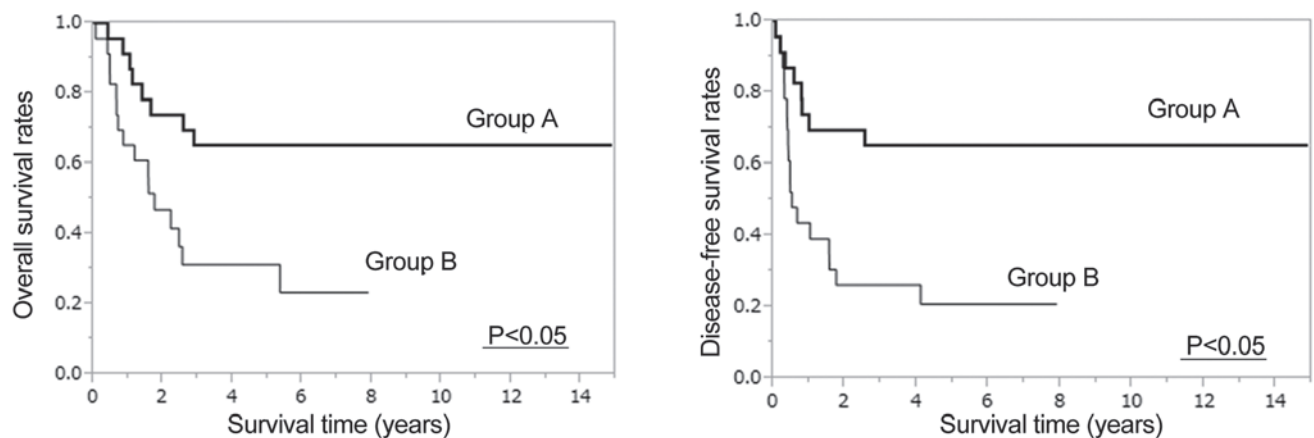 Overall survival rates
1.0
0.8
0.6
0.4
0.2
0.0
Group A
Group B
P<0.05
0 2 4 6 8 10 12 14
Survival time (years)
Disease-free survival rates
1.0
0.8
0.6
0.4
0.2
0.0
Group A
Group B
P<0.05
0 2 4 6 8 10 12 14
Survival time (years)